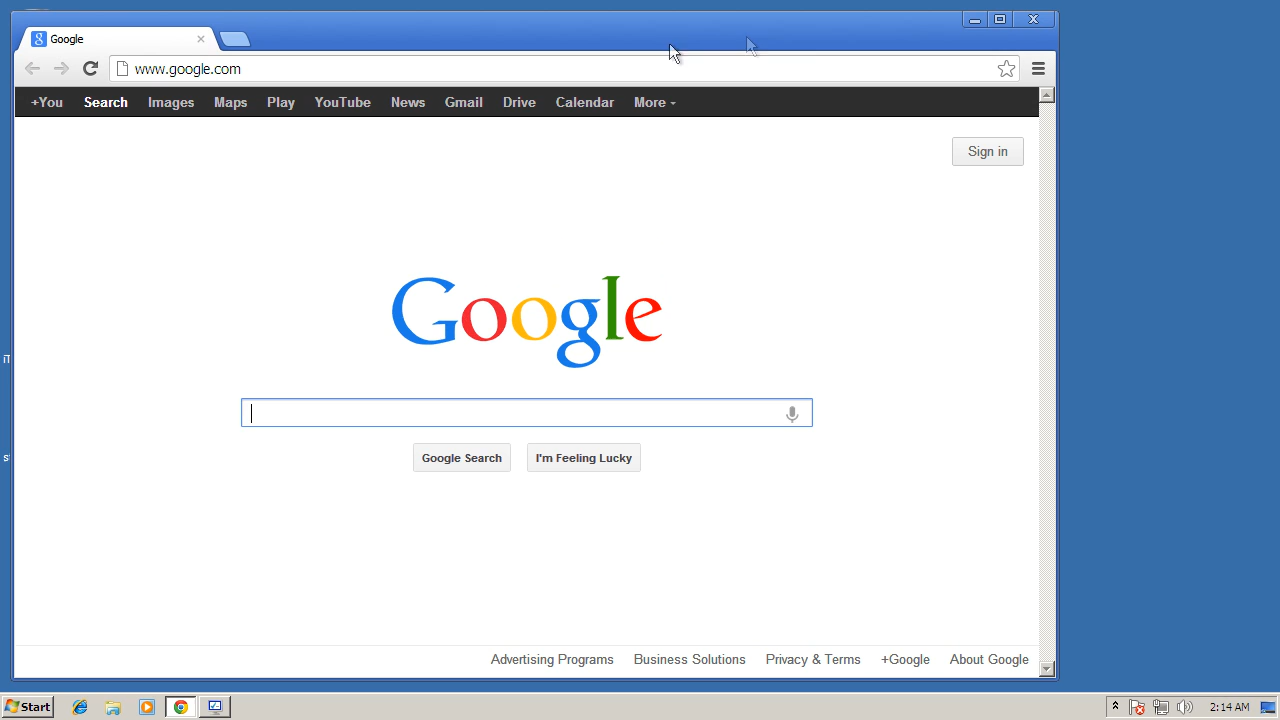 Google
www.google.com
+You Search Images Maps Play YouTube News Gmail Drive Calendar More
Sign in
Google
Google Search I'm Feeling Lucky
Advertising Programs Business Solutions Privacy & Terms +Google About Google
Start 2:14 AM